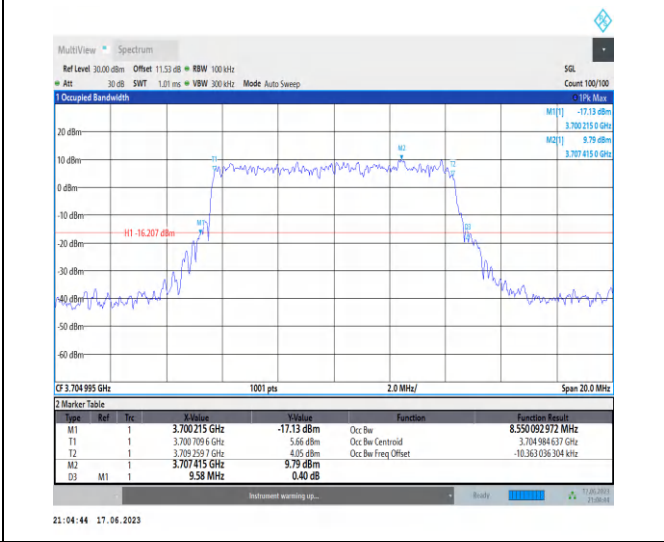 MultiView Spectrum
Ref Level 30.00 dBm Offset 11.53 dB RBW 100 kHz SGL
Att 30 dB SWT 1.01 ms VBW 300 kHz Mode Auto Sweep Count 100/100
1 Occupied Bandwidth 1Pk Max
M1[1] -17.13 dBm
3.700 215 0 GHz
M2[1] 9.79 dBm
3.707 415 0 GHz
20 dBm
10 dBm
0 dBm
-10 dBm
-20 dBm
-30 dBm
-40 dBm
-50 dBm
-60 dBm
T1
M2
T2
M1
D3
H1 -16.207 dBm
CF 3.704 995 GHz 1001 pts 2.0 MHz/ Span 20.0 MHz
2 Marker Table
Type Ref Trc X-Value Y-Value Function Function Result
M1 1 3.700 215 GHz -17.13 dBm Occ Bw 8.550 092 972 MHz
T1 1 3.700 709 6 GHz 5.66 dBm Occ Bw Centroid 3.704 984 637 GHz
T2 1 3.709 259 7 GHz 4.05 dBm Occ Bw Freq Offset -10.363 036 304 kHz
M2 1 3.707 415 GHz 9.79 dBm
D3 M1 1 9.58 MHz 0.40 dB
Instrument warming up... Ready 17.06.2023
21:04:44
21:04:44 17.06.2023